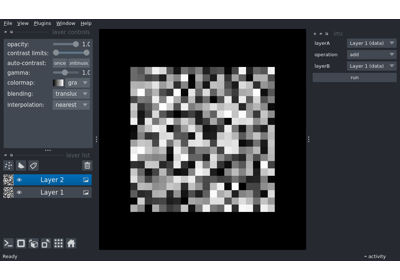 File View Plugins Window Help
layer controls
opacity: 1.0
contrast limits:
auto-contrast: once
gamma: 1.0
colormap: gra
blending: transluc
interpolation: nearest
layer list
Layer 2
Layer 1
layerA Layer 1 (data)
operation add
layerB Layer 1 (data)
run
Ready
activity